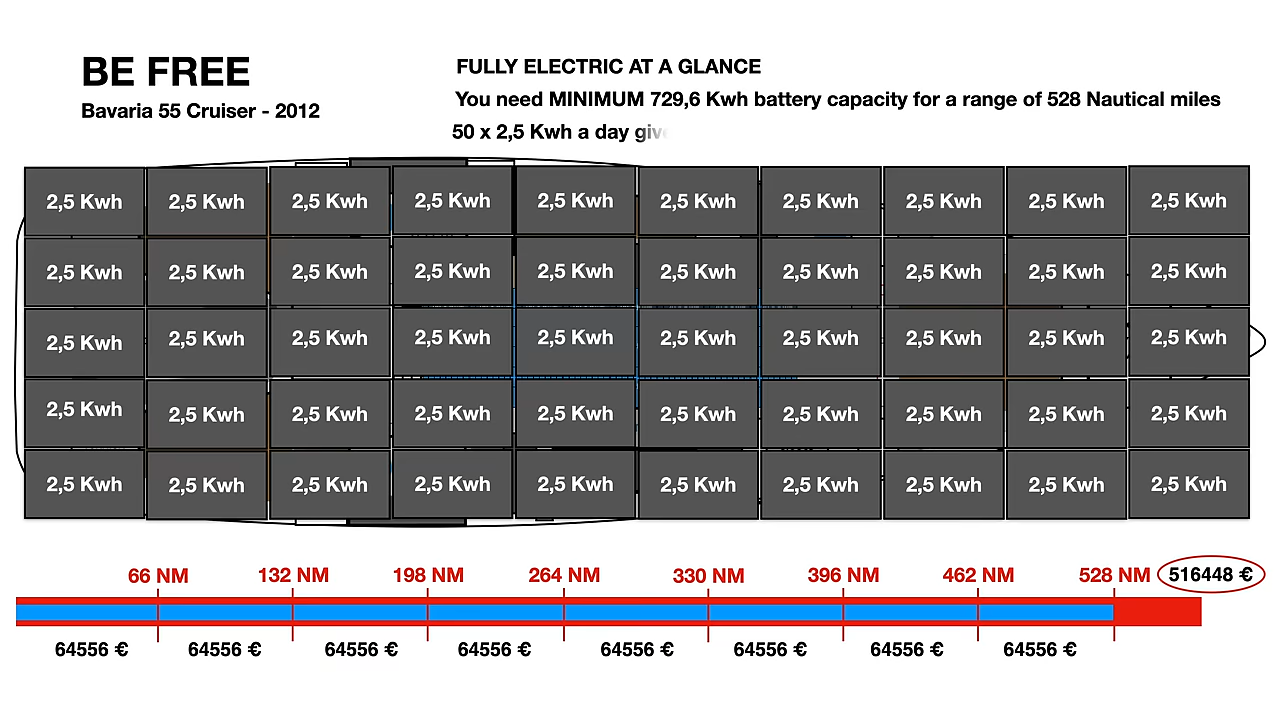 BE FREE
Bavaria 55 Cruiser - 2012
FULLY ELECTRIC AT A GLANCE
You need MINIMUM 729,6 Kwh battery capacity for a range of 528 Nautical miles
50 x 2,5 Kwh a day giv
2,5 Kwh 2,5 Kwh 2,5 Kwh 2,5 Kwh 2,5 Kwh 2,5 Kwh 2,5 Kwh 2,5 Kwh 2,5 Kwh 2,5 Kwh
2,5 Kwh 2,5 Kwh 2,5 Kwh 2,5 Kwh 2,5 Kwh 2,5 Kwh 2,5 Kwh 2,5 Kwh 2,5 Kwh 2,5 Kwh
2,5 Kwh 2,5 Kwh 2,5 Kwh 2,5 Kwh 2,5 Kwh 2,5 Kwh 2,5 Kwh 2,5 Kwh 2,5 Kwh 2,5 Kwh
2,5 Kwh 2,5 Kwh 2,5 Kwh 2,5 Kwh 2,5 Kwh 2,5 Kwh 2,5 Kwh 2,5 Kwh 2,5 Kwh 2,5 Kwh
2,5 Kwh 2,5 Kwh 2,5 Kwh 2,5 Kwh 2,5 Kwh 2,5 Kwh 2,5 Kwh 2,5 Kwh 2,5 Kwh 2,5 Kwh
66 NM 132 NM 198 NM 264 NM 330 NM 396 NM 462 NM 528 NM 516448 €
64556 € 64556 € 64556 € 64556 € 64556 € 64556 € 64556 € 64556 €